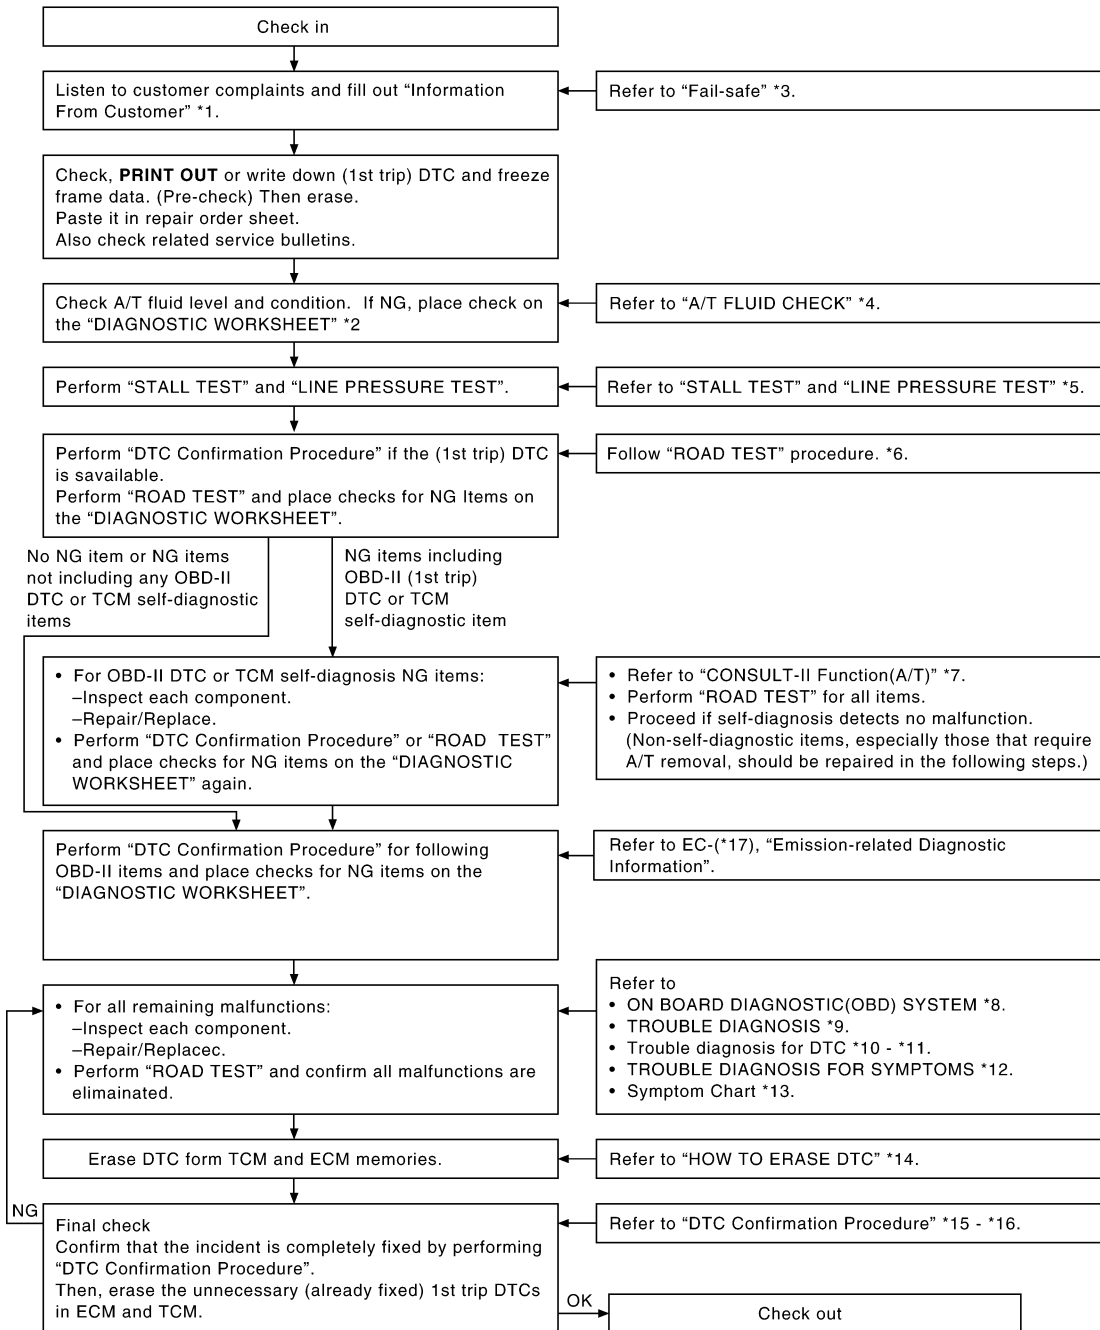 Check in
Listen to customer complaints and fill out “Information
From Customer” *1.
Refer to “Fail-safe” *3.
Check, PRINT OUT or write down (1st trip) DTC and freeze
frame data. (Pre-check) Then erase.
Paste it in repair order sheet.
Also check related service bulletins.
Check A/T fluid level and condition.  If NG, place check on
the “DIAGNOSTIC WORKSHEET” *2
Refer to “A/T FLUID CHECK” *4.
Perform “STALL TEST” and “LINE PRESSURE TEST”.
Refer to “STALL TEST” and “LINE PRESSURE TEST” *5.
Perform “DTC Confirmation Procedure” if the (1st trip) DTC
is savailable.
Perform “ROAD TEST” and place checks for NG Items on
the “DIAGNOSTIC WORKSHEET”.
Follow “ROAD TEST” procedure. *6.
No NG item or NG items
not including any OBD-II
DTC or TCM self-diagnostic
items
NG items including
OBD-II (1st trip)
DTC or TCM
self-diagnostic item
• For OBD-II DTC or TCM self-diagnosis NG items:
–Inspect each component.
–Repair/Replace.
• Perform “DTC Confirmation Procedure” or “ROAD  TEST”
and place checks for NG items on the “DIAGNOSTIC
WORKSHEET” again.
• Refer to “CONSULT-II Function(A/T)” *7.
• Perform “ROAD TEST” for all items.
• Proceed if self-diagnosis detects no malfunction.
(Non-self-diagnostic items, especially those that require
A/T removal, should be repaired in the following steps.)
Perform “DTC Confirmation Procedure” for following
OBD-II items and place checks for NG items on the
“DIAGNOSTIC WORKSHEET”.
Refer to EC-(*17), “Emission-related Diagnostic
Information”.
• For all remaining malfunctions:
–Inspect each component.
–Repair/Replacec.
• Perform “ROAD TEST” and confirm all malfunctions are
elimainated.
Refer to
• ON BOARD DIAGNOSTIC(OBD) SYSTEM *8.
• TROUBLE DIAGNOSIS *9.
• Trouble diagnosis for DTC *10 - *11.
• TROUBLE DIAGNOSIS FOR SYMPTOMS *12.
• Symptom Chart *13.
Erase DTC form TCM and ECM memories.
Refer to “HOW TO ERASE DTC” *14.
NG
Final check
Confirm that the incident is completely fixed by performing
“DTC Confirmation Procedure”.
Then, erase the unnecessary (already fixed) 1st trip DTCs
in ECM and TCM.
Refer to “DTC Confirmation Procedure” *15 - *16.
OK
Check out